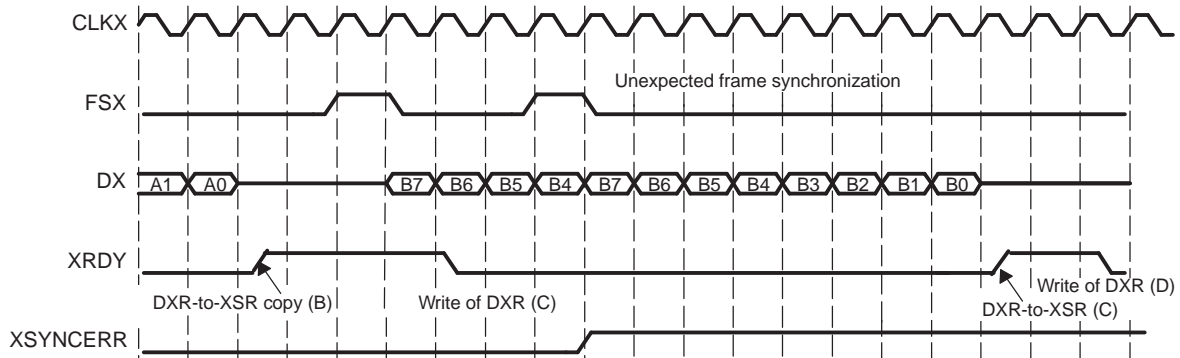 CLKX
Unexpected frame synchronization
FSX
DX A1 A0 B7 B6 B5 B4 B7 B6 B5 B4 B3 B2 B1 B0
XRDY
DXR-to-XSR copy (B)
Write of DXR (C)
Write of DXR (D)
DXR-to-XSR (C)
XSYNCERR